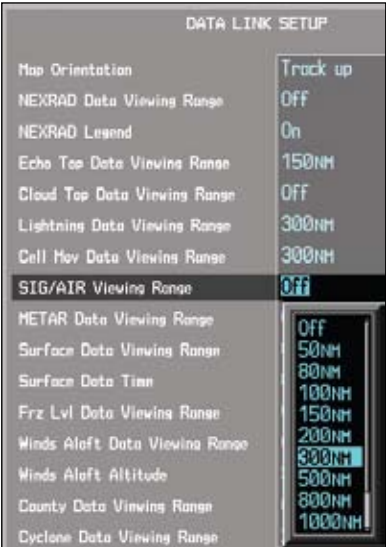 DATA LINK SETUP
Map Orientation Track up
NEXRAD Data Viewing Range Off
NEXRAD Legend On
Echo Top Data Viewing Range 150NM
Cloud Top Data Viewing Range Off
Lightning Data Viewing Range 300NM
Cell Mov Data Viewing Range 300NM
SIG/AIR Viewing Range Off
METAR Data Viewing Range
Surface Data Viewing Range
Surface Data Time
Frz Lvl Data Viewing Range
Winds Aloft Data Viewing Range
Winds Aloft Altitude
County Data Viewing Range
Cyclone Data Viewing Range
Off
50NM
80NM
100NM
150NM
200NM
300NM
500NM
800NM
1000NM